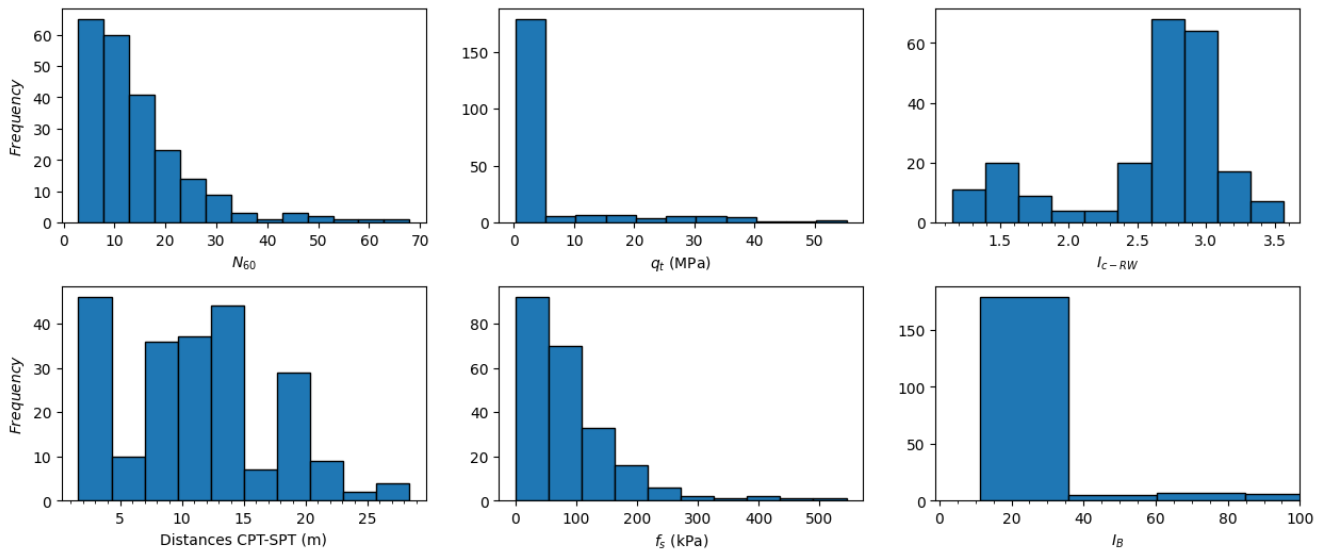 Frequency
60
50
40
30
20
10
0
0 10 20 30 40 50 60 70
N60
150
100
50
0
0 10 20 30 40 50
qt (MPa)
60
40
20
0
1.5 2.0 2.5 3.0 3.5
Ic−RW
Frequency
40
30
20
10
0
5 10 15 20 25
Distances CPT-SPT (m)
80
60
40
20
0
0 100 200 300 400 500
fs (kPa)
150
100
50
0
0 20 40 60 80 100
IB